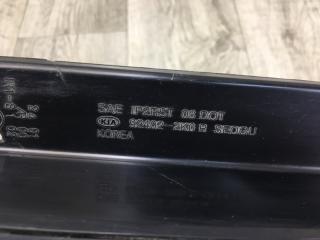 SAE IP2RST 08 DOT
KIA 92402-2K0 R SEOGU
KOREA